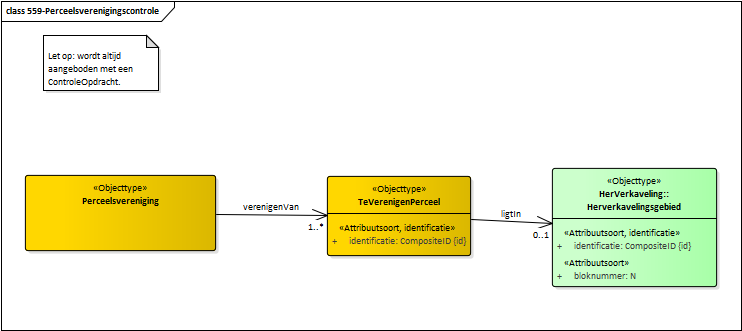 class 559-Perceelsverenigingscontrole
Let op: wordt altijd
aangeboden met een
ControleOpdracht.
«Objecttype»
Perceelsvereniging
verenigenVan
1..*
«Objecttype»
TeVerenigenPerceel
«Attribuutsoort, identificatie»
+ identificatie: CompositeID {id}
ligtIn
0..1
«Objecttype»
HerVerkaveling::
Herverkavelingsgebied
«Attribuutsoort, identificatie»
+ identificatie: CompositeID {id}
«Attribuutsoort»
+ bloknummer: N